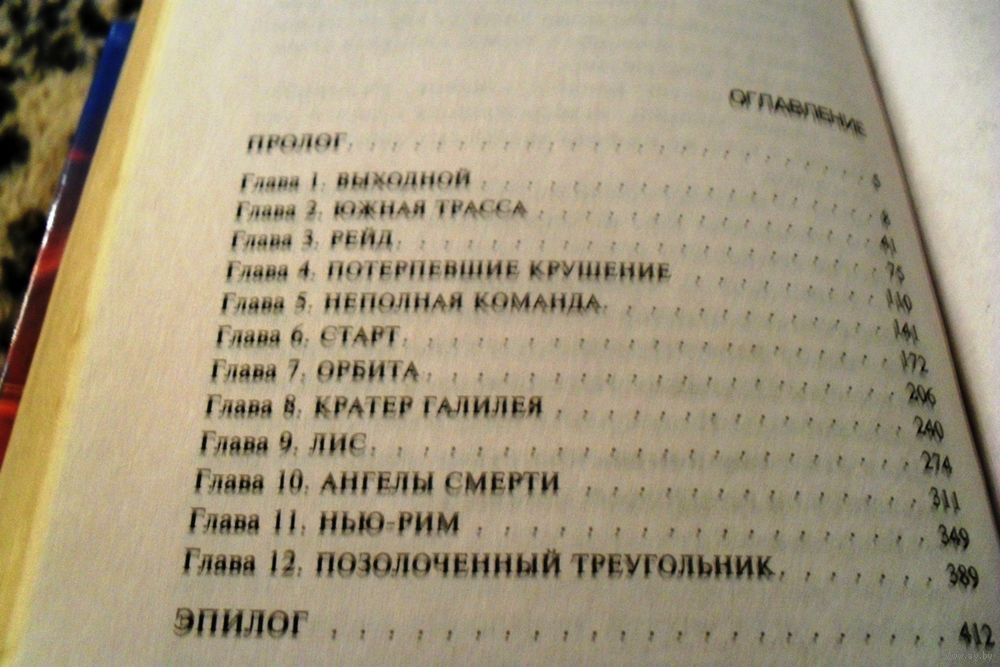 ОГЛАВЛЕНИЕ
ПРОЛОГ. . . . . . . . . . . . . . . . . . . . 5
Глава 1. ВЫХОДНОЙ . . . . . . . . . . . . . . . . 8
Глава 2. ЮЖНАЯ ТРАССА . . . . . . . . . . . . . . 41
Глава 3. РЕЙД. . . . . . . . . . . . . . . . . . . 75
Глава 4. ПОТЕРПЕВШИЕ КРУШЕНИЕ . . . . . . . . . 110
Глава 5. НЕПОЛНАЯ КОМАНДА. . . . . . . . . . . . 141
Глава 6. СТАРТ. . . . . . . . . . . . . . . . . . 172
Глава 7. ОРБИТА . . . . . . . . . . . . . . . . . 206
Глава 8. КРАТЕР ГАЛИЛЕЯ . . . . . . . . . . . . . 240
Глава 9. ЛИС. . . . . . . . . . . . . . . . . . . 274
Глава 10. АНГЕЛЫ СМЕРТИ . . . . . . . . . . . . . 311
Глава 11. НЬЮ-РИМ . . . . . . . . . . . . . . . . 349
Глава 12. ПОЗОЛОЧЕННЫЙ ТРЕУГОЛЬНИК. . . . . . . 389
ЭПИЛОГ . . . . . . . . . . . . . . . . . . . . 412